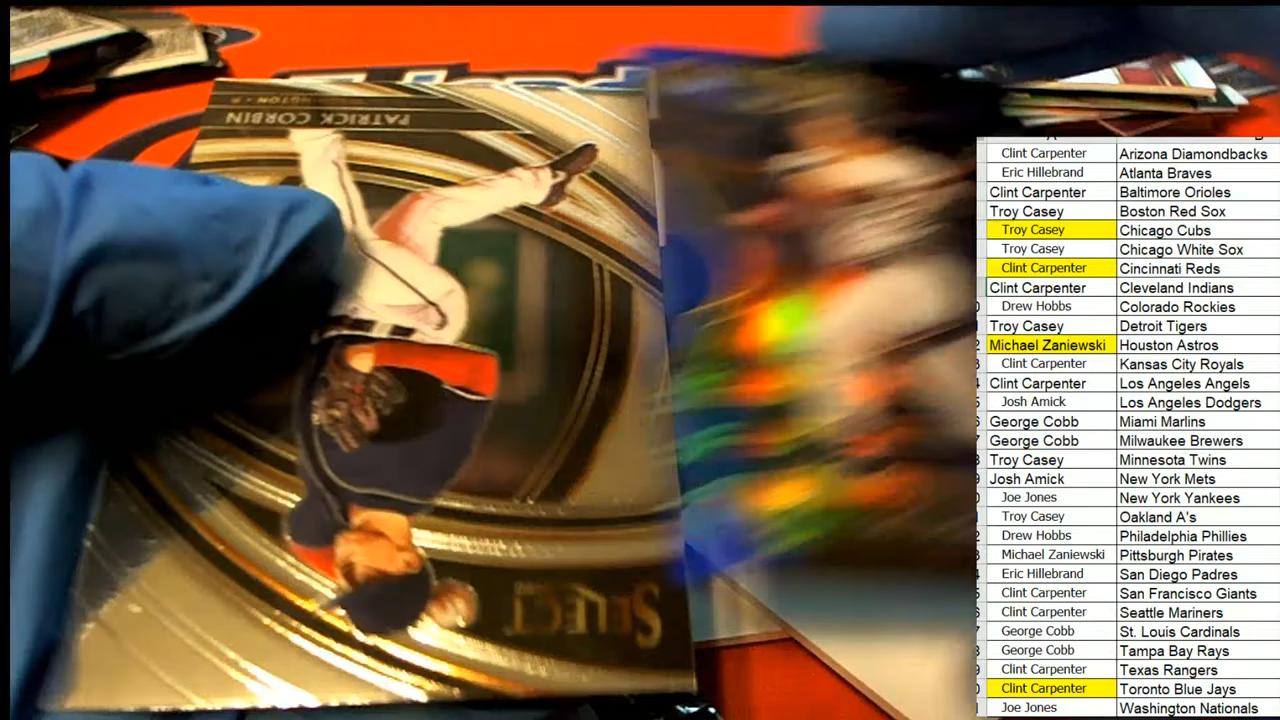 PATRICK CORBIN
SELECT
Clint Carpenter Arizona Diamondbacks
Eric Hillebrand Atlanta Braves
Clint Carpenter Baltimore Orioles
Troy Casey Boston Red Sox
Troy Casey Chicago Cubs
Troy Casey Chicago White Sox
Clint Carpenter Cincinnati Reds
Clint Carpenter Cleveland Indians
Drew Hobbs Colorado Rockies
Troy Casey Detroit Tigers
Michael Zaniewski Houston Astros
Clint Carpenter Kansas City Royals
Clint Carpenter Los Angeles Angels
Josh Amick Los Angeles Dodgers
George Cobb Miami Marlins
George Cobb Milwaukee Brewers
Troy Casey Minnesota Twins
Josh Amick New York Mets
Joe Jones New York Yankees
Troy Casey Oakland A's
Drew Hobbs Philadelphia Phillies
Michael Zaniewski Pittsburgh Pirates
Eric Hillebrand San Diego Padres
Clint Carpenter San Francisco Giants
Clint Carpenter Seattle Mariners
George Cobb St. Louis Cardinals
George Cobb Tampa Bay Rays
Clint Carpenter Texas Rangers
Clint Carpenter Toronto Blue Jays
Joe Jones Washington Nationals